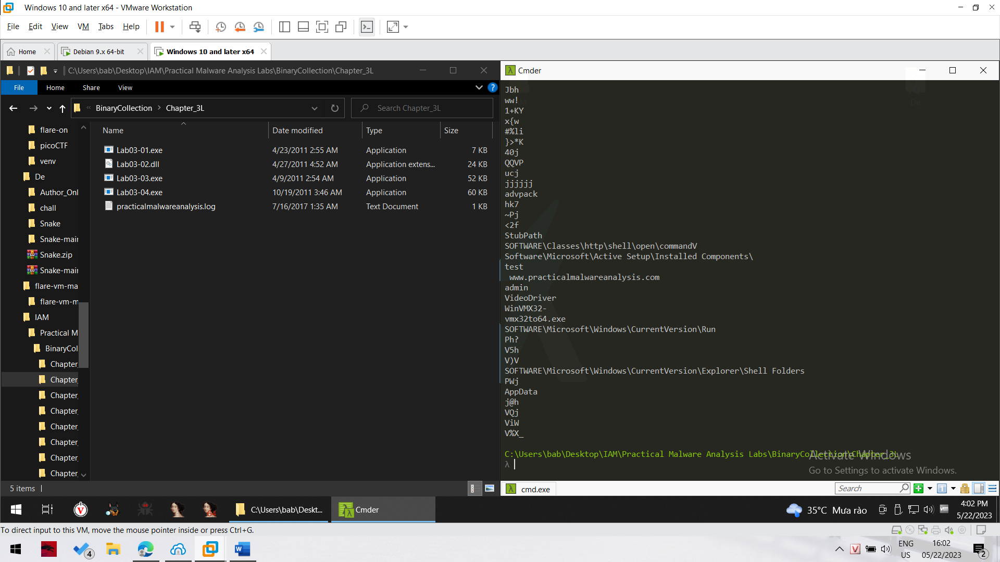 Windows 10 and later x64 - VMware Workstation
File Edit View VM Tabs Help
Home Debian 9.x 64-bit Windows 10 and later x64
C:\Users\bab\Desktop\IAM\Practical Malware Analysis Labs\BinaryCollection\Chapter_3L
File Home Share View
« BinaryCollection > Chapter_3L Search Chapter_3L
flare-on
picoCTF
venv
De
Author_Onl
chall
Snake
Snake-mair
Snake.zip
Snake-mair
flare-vm-ma
flare-vm-m
IAM
Practical M
BinaryCol
Chapter_
Chapter_
Chapter_
Chapter_
Chapter_
Chapter_
Chapter_
Chapter_
Name Date modified Type Size
Lab03-01.exe 4/23/2011 2:55 AM Application 7 KB
Lab03-02.dll 4/27/2011 4:52 AM Application extens... 24 KB
Lab03-03.exe 4/9/2011 2:54 AM Application 52 KB
Lab03-04.exe 10/19/2011 3:46 AM Application 60 KB
practicalmalwareanalysis.log 7/16/2017 1:35 AM Text Document 1 KB
5 items
Cmder
De
Jbh
ww!
1+KY
x{w
#%li
}>*K
40j
QQVP
ucj
jjjjjj
advpack
hk7
~Pj
<2f
StubPath
SOFTWARE\Classes\http\shell\open\commandV
Software\Microsoft\Active Setup\Installed Components\
test
www.practicalmalwareanalysis.com
admin
VideoDriver
WinVMX32-
vmx32to64.exe
SOFTWARE\Microsoft\Windows\CurrentVersion\Run
Ph?
V5h
V)V
SOFTWARE\Microsoft\Windows\CurrentVersion\Explorer\Shell Folders
PWj
AppData
j@h
VQj
ViW
V%X_
C:\Users\bab\Desktop\IAM\Practical Malware Analysis Labs\BinaryCollection\Chapter_3L
λ
Activate Windows
Go to Settings to activate Windows.
cmd.exe Search
C:\Users\bab\Deskt... Cmder 35°C Mưa rào 4:02 PM
5/22/2023
To direct input to this VM, move the mouse pointer inside or press Ctrl+G.
4 ENG
US 16:02
05/22/2023 2